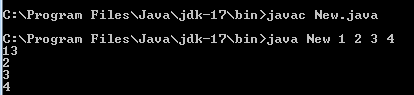 C:\Program Files\Java\jdk-17\bin>javac New.java
C:\Program Files\Java\jdk-17\bin>java New 1 2 3 4
13
2
3
4